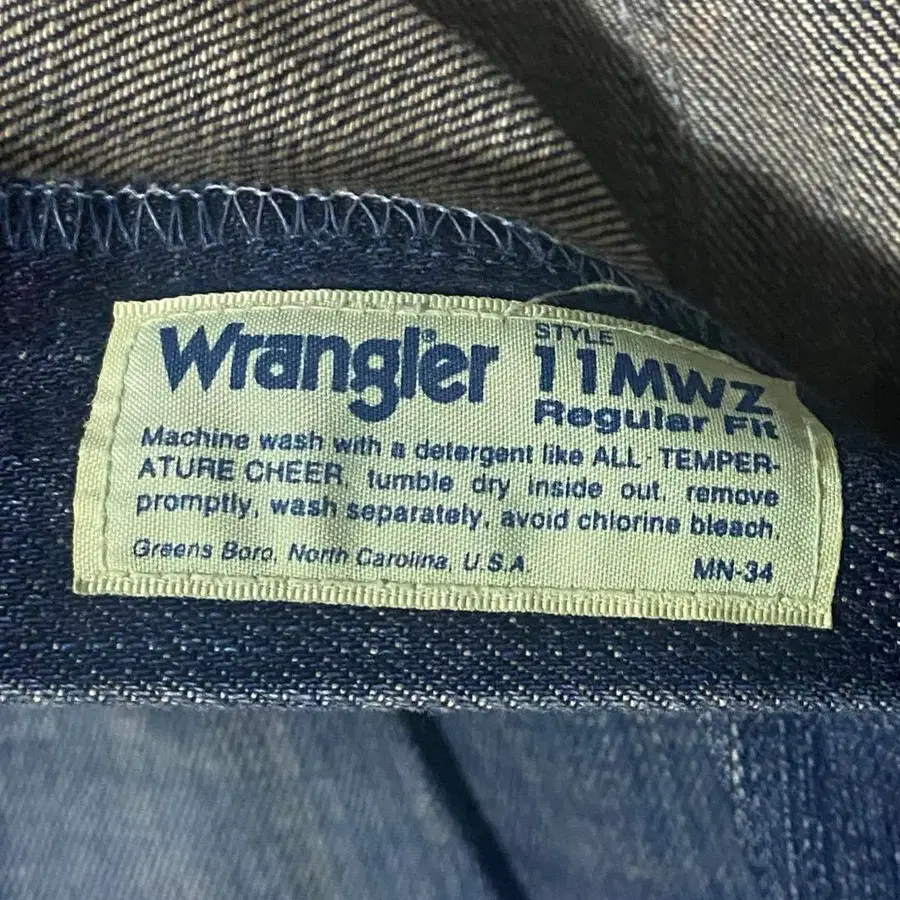 Wrangler®
STYLE
11MWZ
Regular Fit
Machine wash with a detergent like ALL-TEMPER-
ATURE CHEER, tumble dry inside out, remove
promptly, wash separately, avoid chlorine bleach.
Greens Boro, North Carolina, U.S.A
MN-34